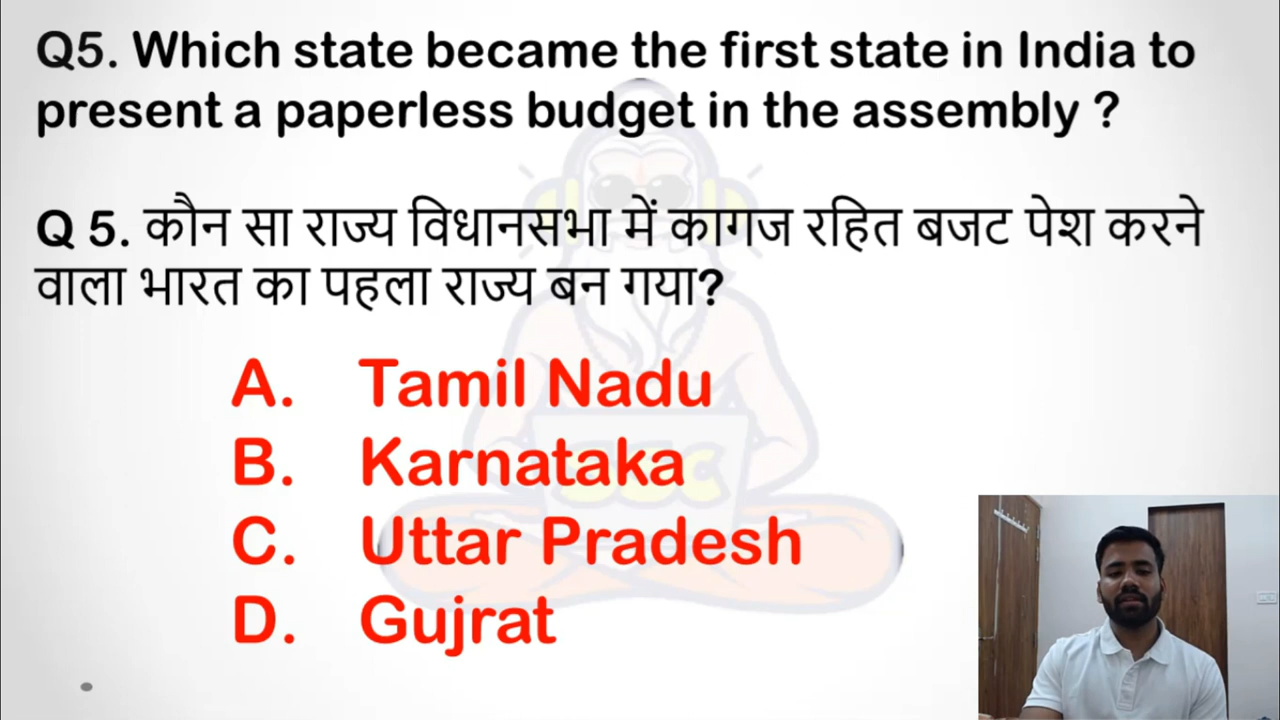 Q5. Which state became the first state in India to
present a paperless budget in the assembly ?
Q 5. कौन सा राज्य विधानसभा में कागज रहित बजट पेश करने
वाला भारत का पहला राज्य बन गया?
A. Tamil Nadu
B. Karnataka
C. Uttar Pradesh
D. Gujrat
SSC